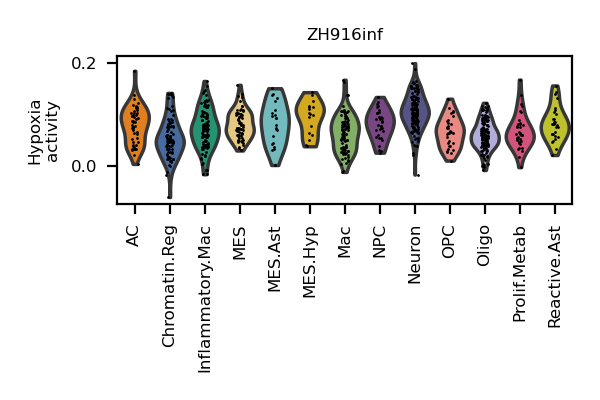 ZH916inf
Hypoxia
activity
0.2
0.0
AC
Chromatin.Reg
Inflammatory.Mac
MES
MES.Ast
MES.Hyp
Mac
NPC
Neuron
OPC
Oligo
Prolif.Metab
Reactive.Ast